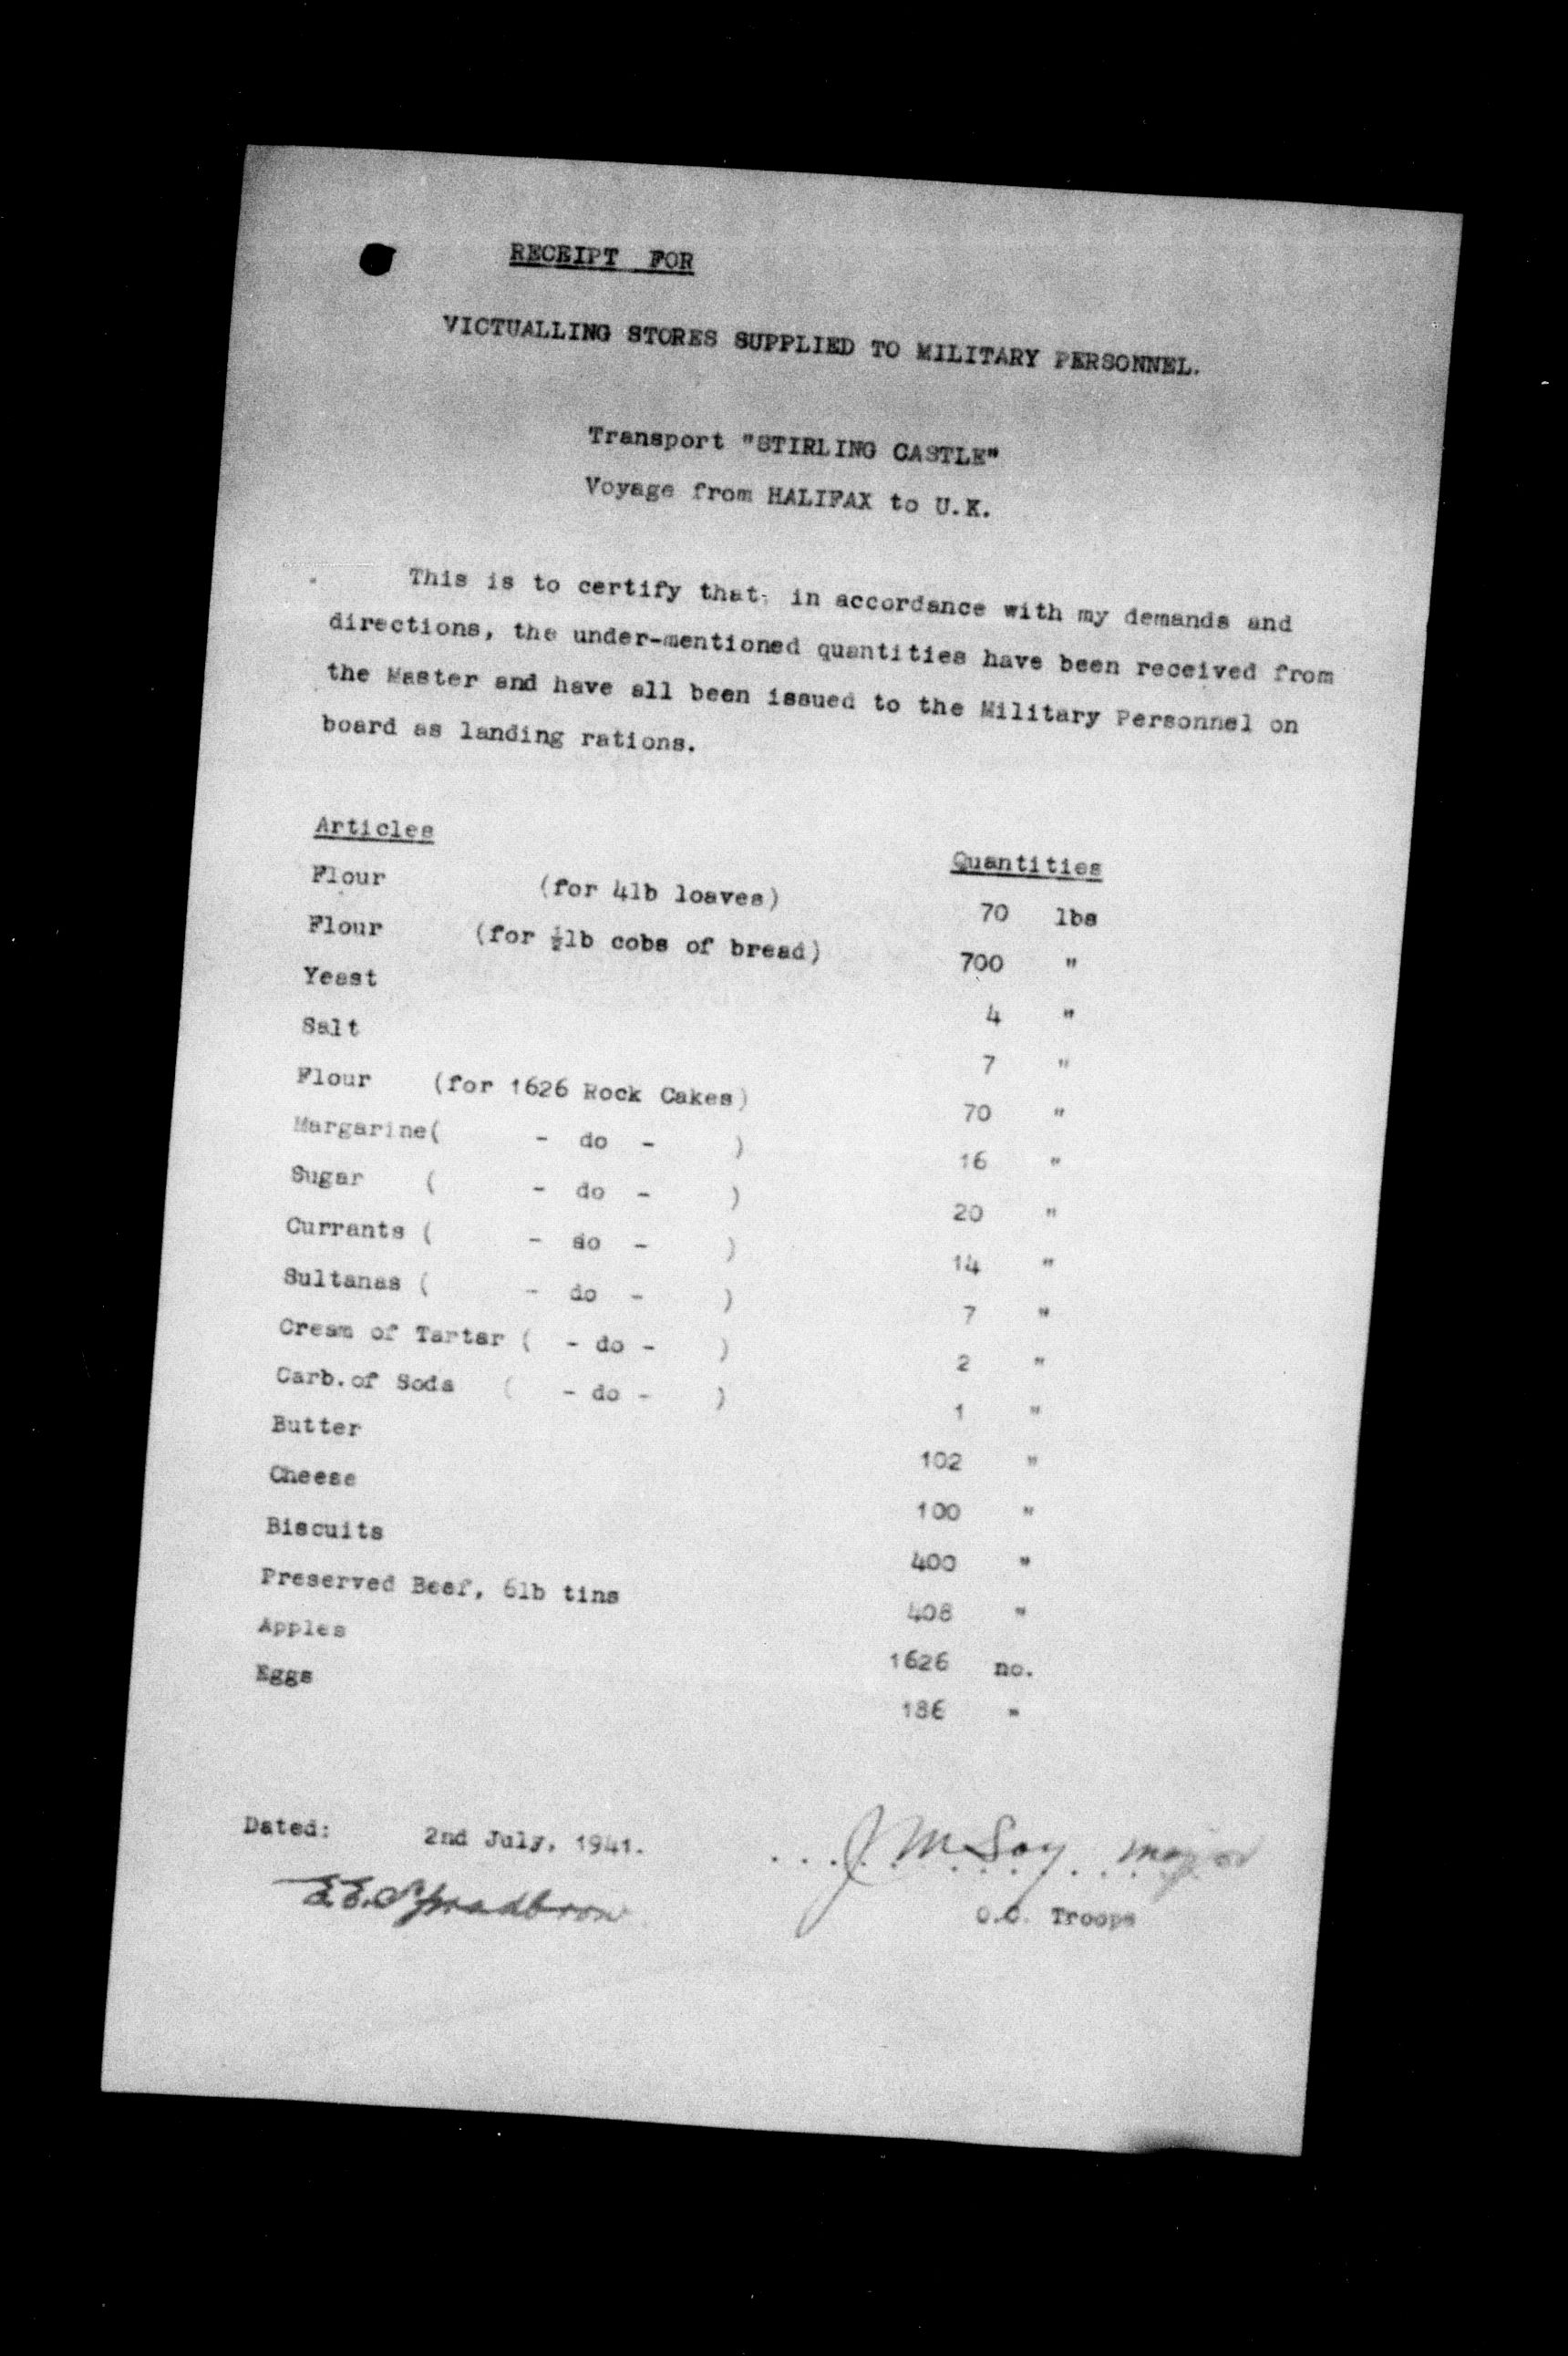 RECEIPT FOR
VICTUALLING STORES SUPPLIED TO MILITARY PERSONNEL.
Transport "STIRLING CASTLE"
Voyage from HALIFAX to U.K.
This is to certify that, in accordance with my demands and
directions, the under-mentioned quantities have been received from
the Master and have all been issued to the Military Personnel on
board as landing rations.
Articles Quantities
Flour (for 4lb loaves) 70 lbs
Flour (for ½lb cobs of bread) 700 "
Yeast 4 "
Salt 7 "
Flour (for 1626 Rock Cakes) 70 "
Margarine( - do - ) 16 "
Sugar ( - do - ) 20 "
Currants ( - do - ) 14 "
Sultanas ( - do - ) 7 "
Cream of Tartar ( - do - ) 2 "
Carb.of Soda ( - do - ) 1 "
Butter 102 "
Cheese 100 "
Biscuits 400 "
Preserved Beef, 6lb tins 408 "
Apples 1626 no.
Eggs 186 "
Dated: 2nd July, 1941. J. M. Major
E.E. Spradbrow
O.C. Troops